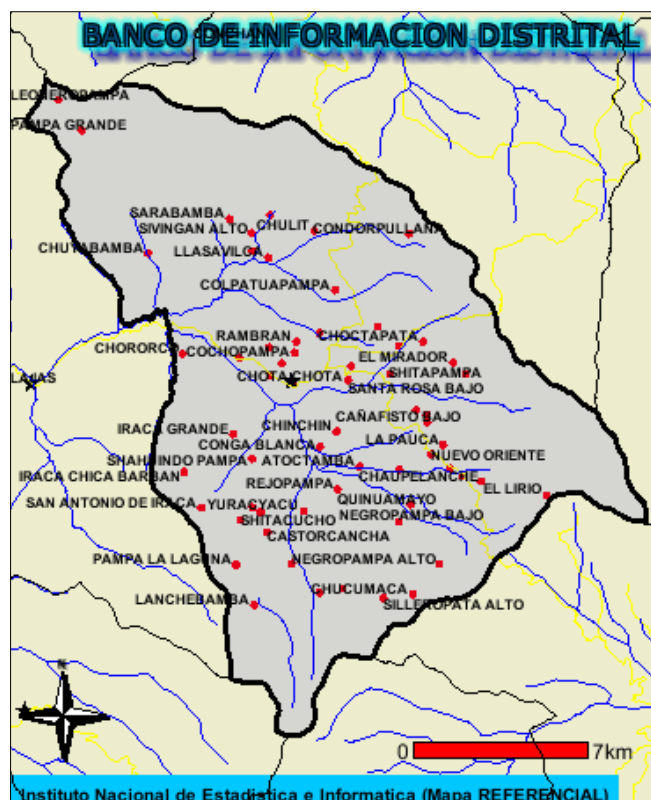 BANCO DE INFORMACION DISTRITAL
PAMPA GRANDE
SARABAMBA
SIVINGAN ALTO CHULIT
CONDORPULLANA
CHUYABAMBA
LLASAVILCA
COLPATUAPAMPA
RAMBRAN
CHOCTAPATA
CHORORCO
COCHOPAMPA
EL MIRADOR
LAJAS
CHOTA CHOTA
SHITAPAMPA
SANTA ROSA BAJO
CAÑAFISTO BAJO
IRACA GRANDE
CHINCHIN
CONGA BLANCA
LA PAUCA
SHAHUINDO PAMPA
ATOCTAMBA
NUEVO ORIENTE
IRACA CHICA BARBAN
REJOPAMPA
CHAUPELANCHE
EL LIRIO
SAN ANTONIO DE IRACA
YURACYACU
QUINUAMAYO
SHITACUCHO
NEGROPAMPA BAJO
CASTORCANCHA
PAMPA LA LAGUNA
NEGROPAMPA ALTO
CHUCUMACA
LANCHEBAMBA
SILLEROPATA ALTO
N
0 7km
Instituto Nacional de Estadistica e Informatica (Mapa REFERENCIAL)